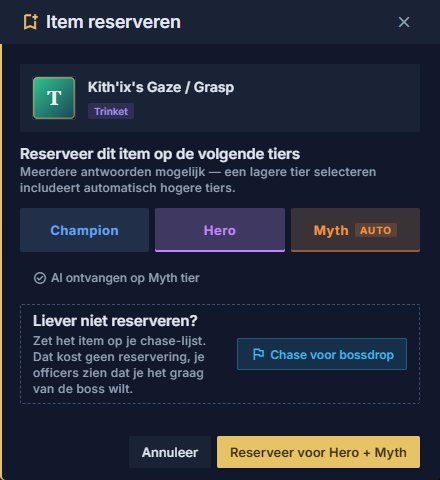 Item reserveren
T
Kith'ix's Gaze / Grasp
Trinket
Reserveer dit item op de volgende tiers
Meerdere antwoorden mogelijk — een lagere tier selecteren
includeert automatisch hogere tiers.
Champion
Hero
Myth AUTO
Al ontvangen op Myth tier
Liever niet reserveren?
Zet het item op je chase-lijst.
Dat kost geen reservering, je
officers zien dat je het graag
van de boss wilt.
Chase voor bossdrop
Annuleer
Reserveer voor Hero + Myth